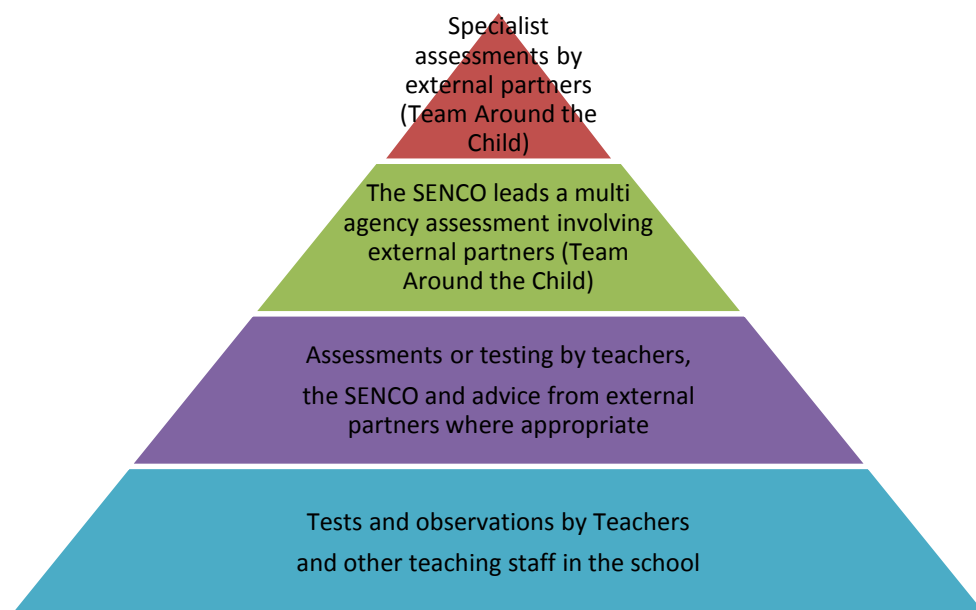 Specialist
assessments by
external partners
(Team Around the
Child)
The SENCO leads a multi
agency assessment involving
external partners (Team
Around the Child)
Assessments or testing by teachers,
the SENCO and advice from external
partners where appropriate
Tests and observations by Teachers
and other teaching staff in the school